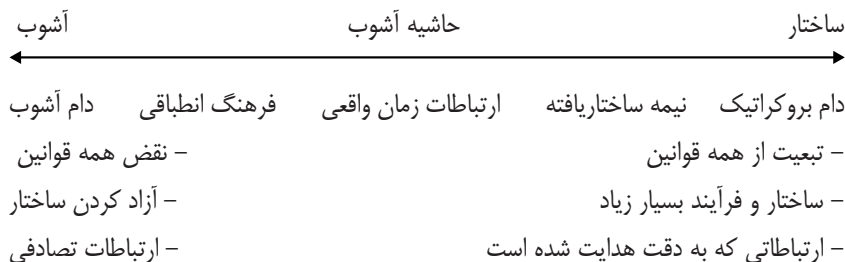 ساختار حاشیه آشوب آشوب
دام بروکراتیک نیمه ساختاریافته ارتباطات زمان واقعی فرهنگ انطباقی دام آشوب
– تبعیت از همه قوانین – نقض همه قوانین
– ساختار و فرآیند بسیار زیاد – آزاد کردن ساختار
– ارتباطاتی که به دقت هدایت شده است – ارتباطات تصادفی